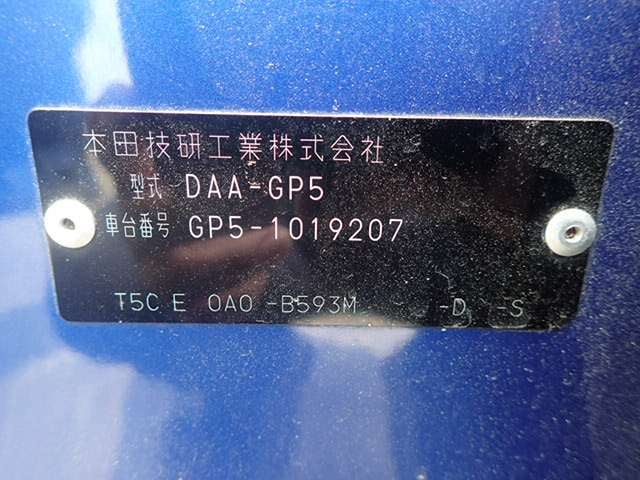 本田技研工業株式会社
型式 DAA-GP5
車台番号 GP5-1019207
T5C E 0A0 -B593M -D -S